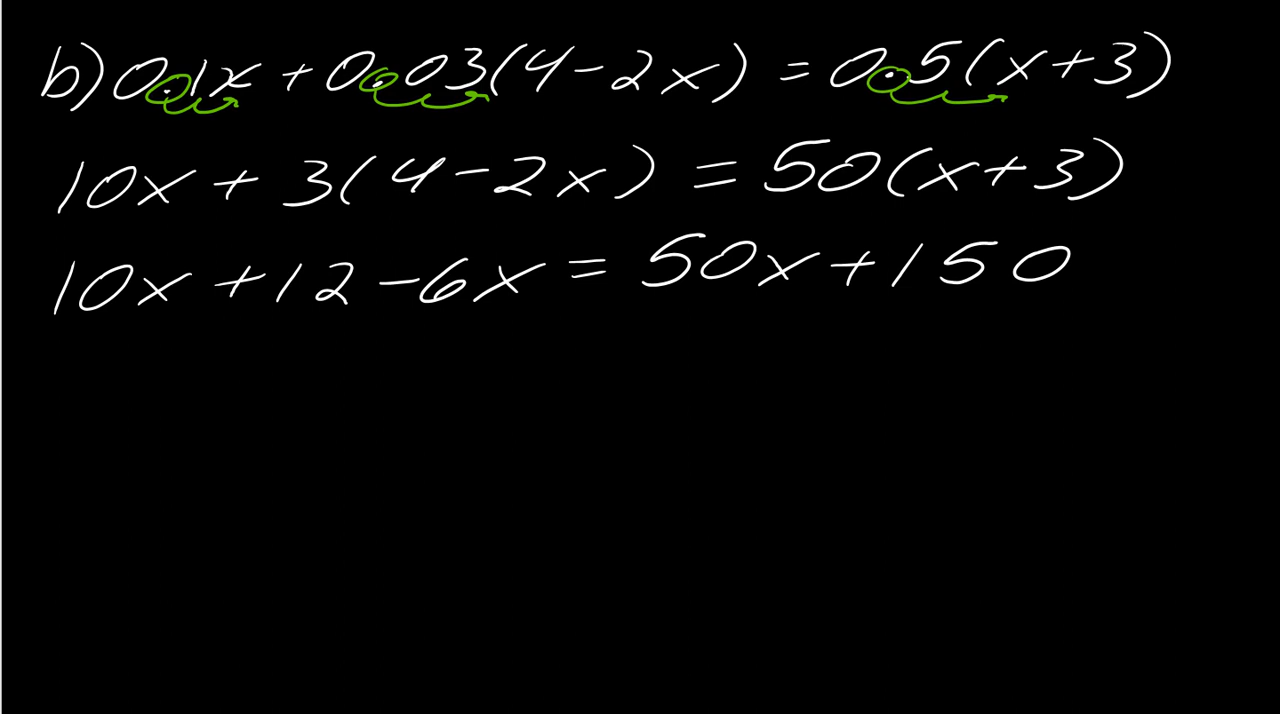 b) 0.1x + 0.03(4-2x) = 0.5(x+3)
10x + 3(4-2x) = 50(x+3)
10x +12 -6x = 50x +150